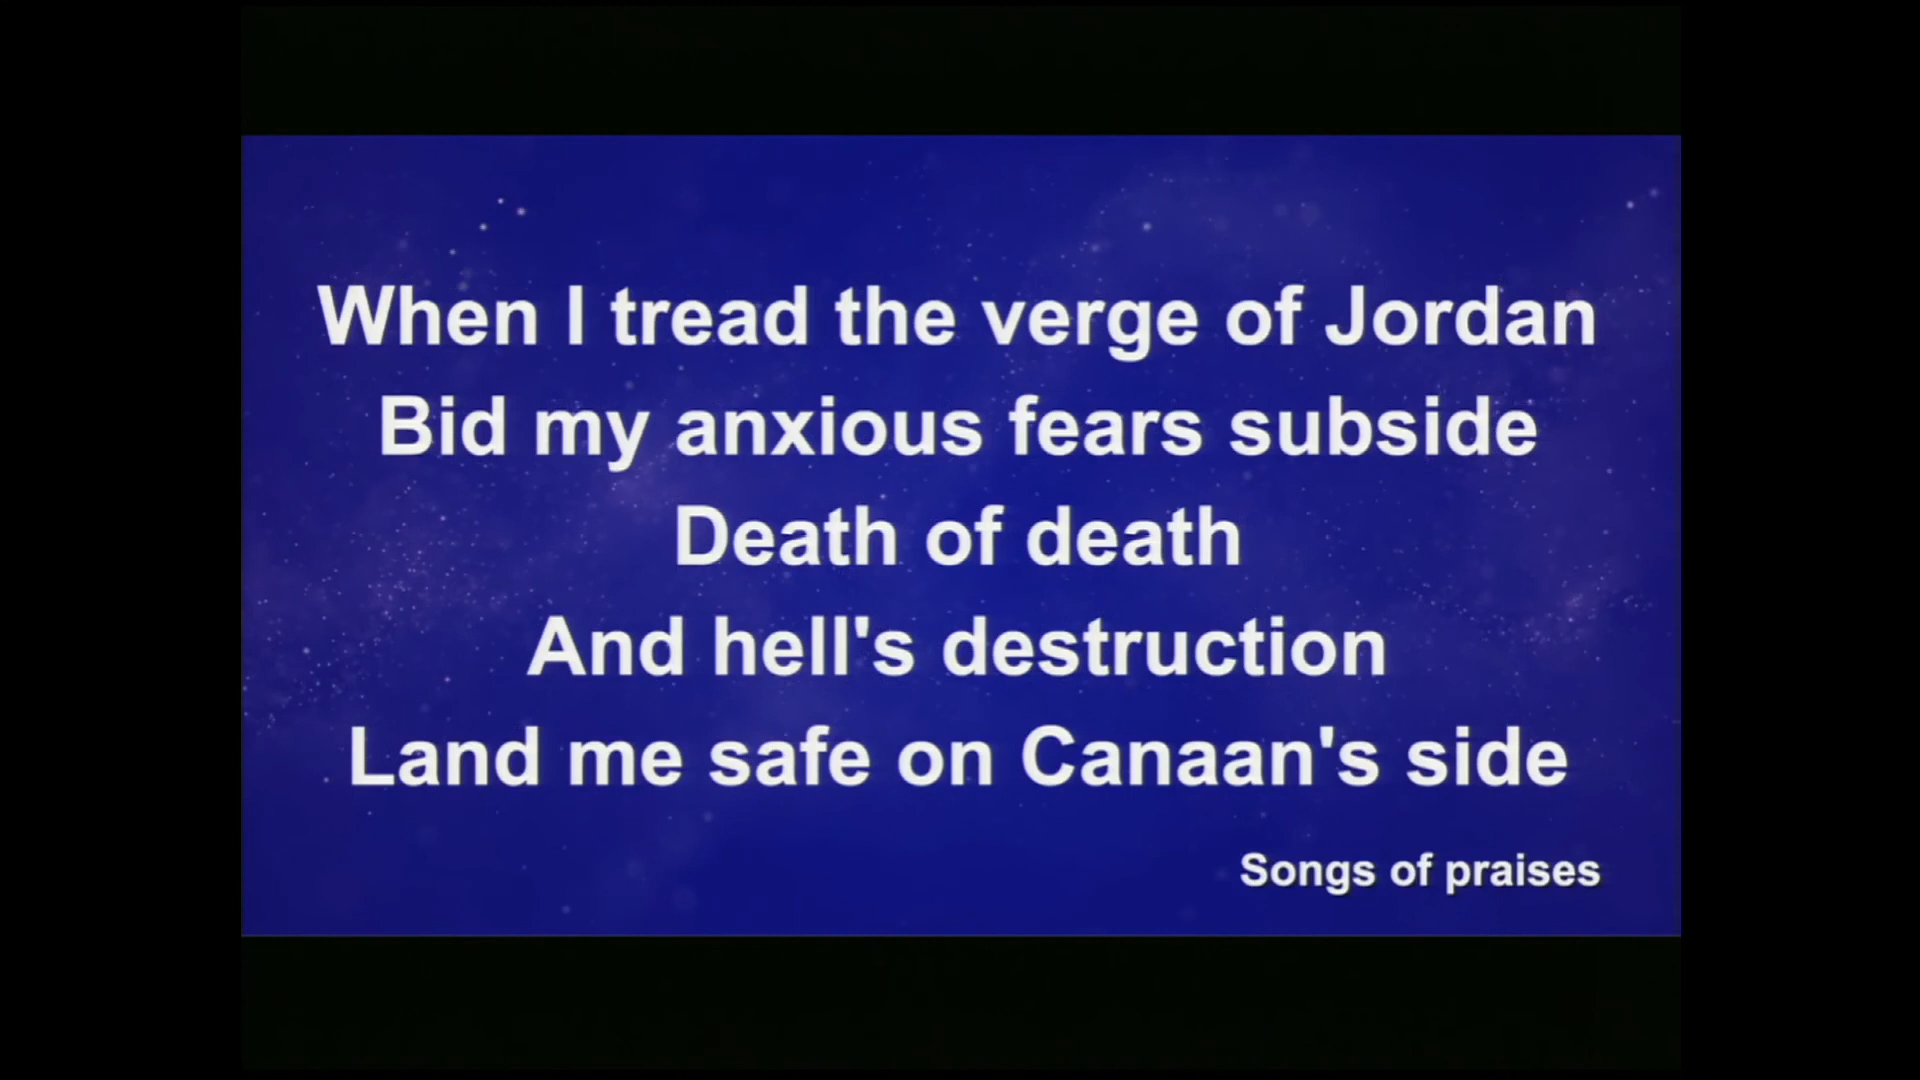 When I tread the verge of Jordan
Bid my anxious fears subside
Death of death
And hell's destruction
Land me safe on Canaan's side
Songs of praises